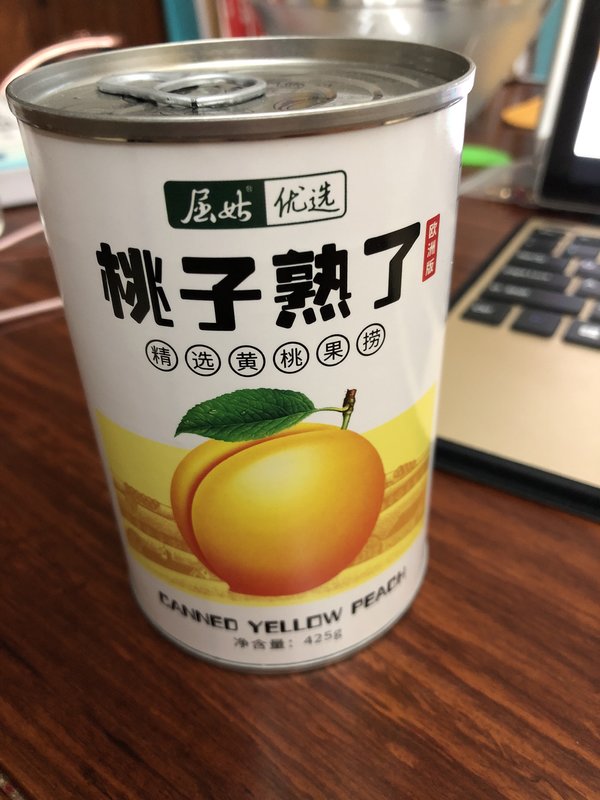 屈姑® 优选
桃子熟了
欧洲版
精选黄桃果捞
CANNED YELLOW PEACH
净含量：425g